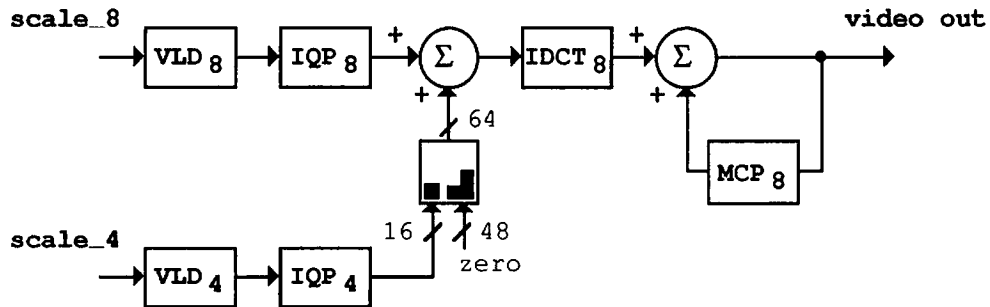 scale_8
video out
VLD 8
IQP 8
+
Σ
+
IDCT 8
+
Σ
+
64
MCP 8
16
48
zero
scale_4
VLD 4
IQP 4